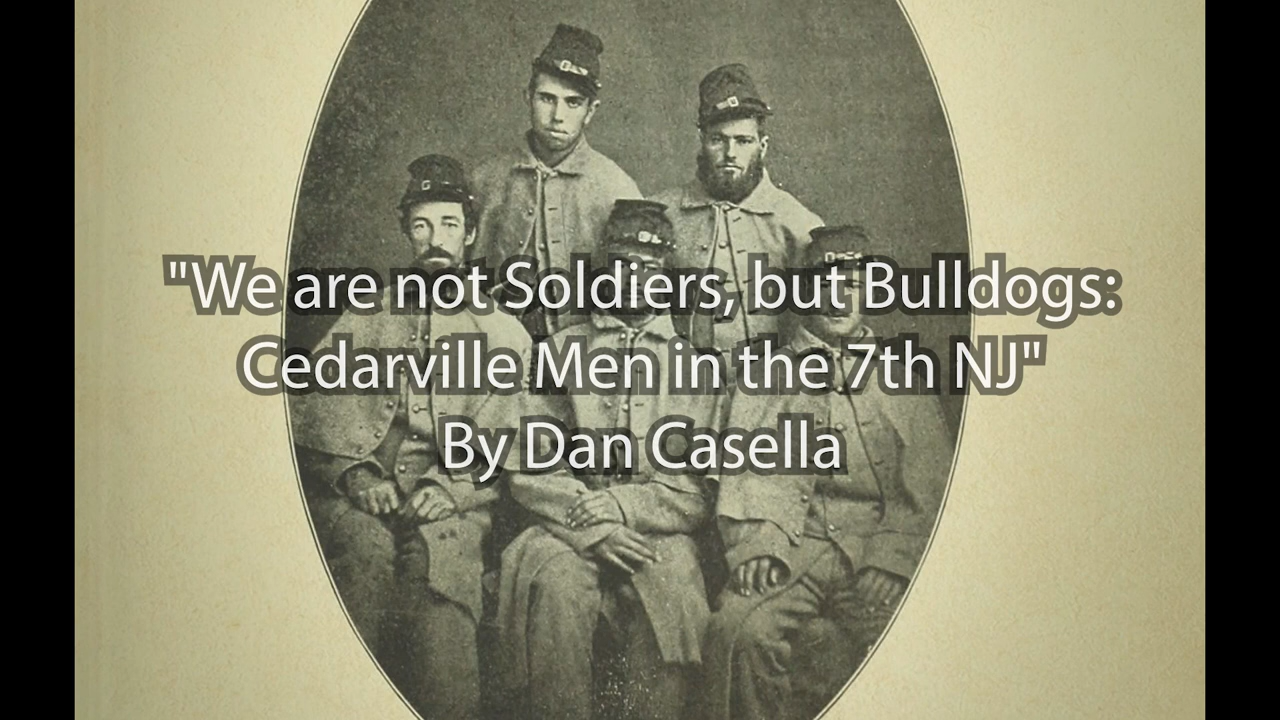 "We are not Soldiers, but Bulldogs:
Cedarville Men in the 7th NJ"
By Dan Casella